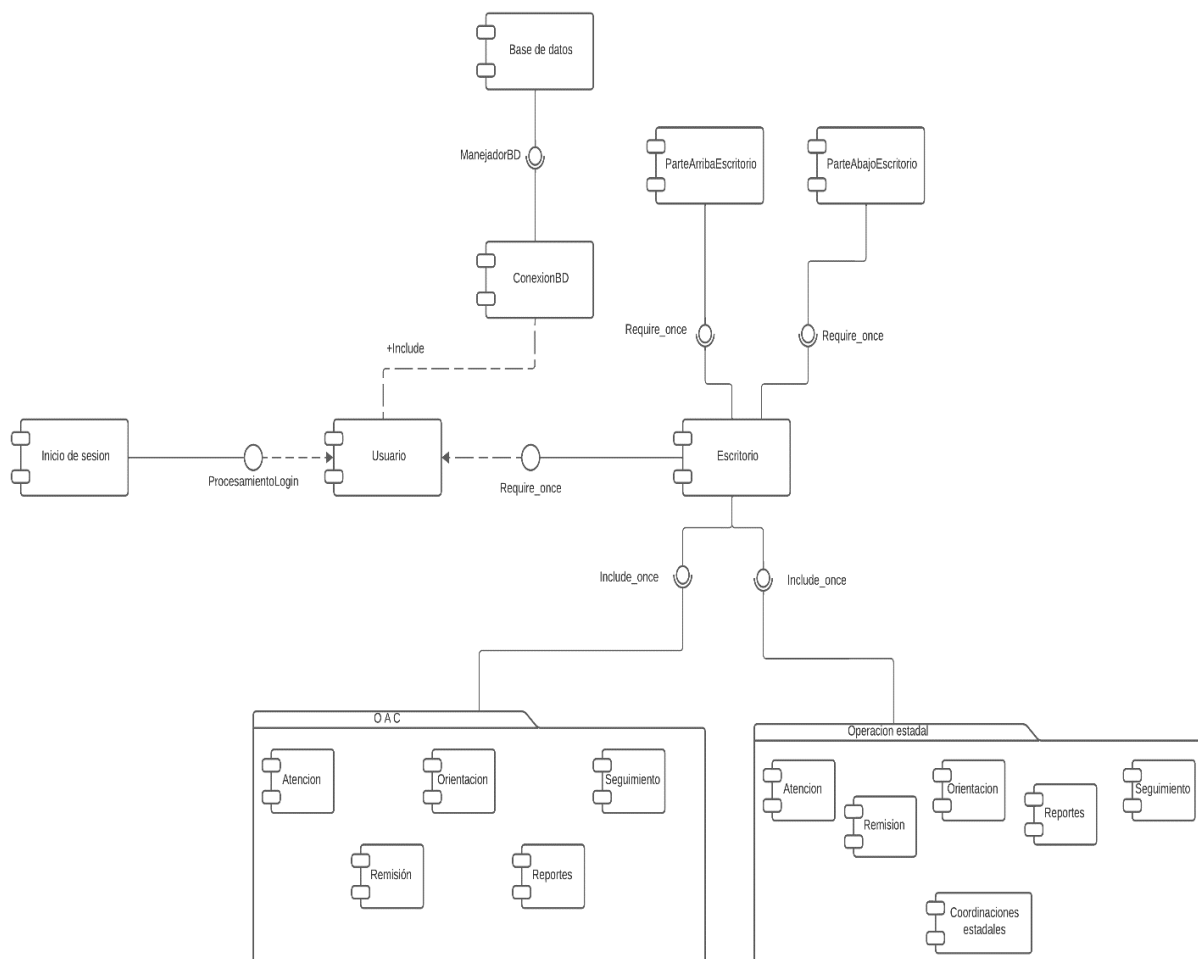 Base de datos
ManejadorBD
ParteArribaEscritorio
ParteAbajoEscritorio
ConexionBD
Require_once
Require_once
+Include
Inicio de sesion
ProcesamientoLogin
Usuario
Require_once
Escritorio
Include_once
Include_once
O A C
Atencion
Orientacion
Seguimiento
Remisión
Reportes
Operacion estadal
Atencion
Remision
Orientacion
Reportes
Seguimiento
Coordinaciones
estadales